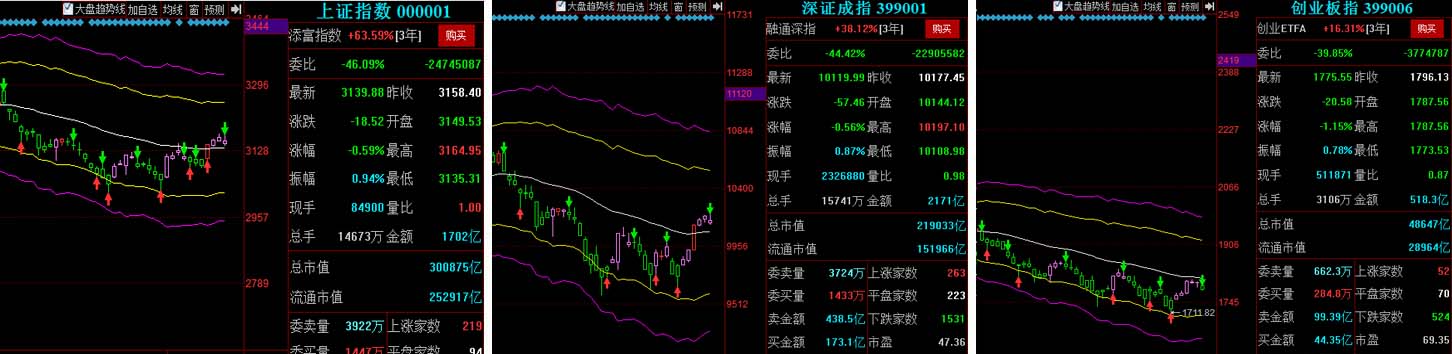 大盘趋势线 加自选 均线 窗 预测
3444
3296
3128
2957
2789
上证指数 000001
添富指数 +63.59%[3年] 购买
委比 -46.09% -24745087
最新 3139.88 昨收 3158.40
涨跌 -18.52 开盘 3149.53
涨幅 -0.59% 最高 3164.95
振幅 0.94% 最低 3135.31
现手 84900 量比 1.00
总手 14673万 金额 1702亿
总市值 300875亿
流通市值 252917亿
委卖量 3922万 上涨家数 219
委买量 1447万 平盘家数 94
大盘趋势线 加自选 均线 窗 预测
11731
11288
11120
10844
10400
9956
9512
深证成指 399001
融通深指 +38.12%[3年] 购买
委比 -44.42% -22905582
最新 10119.99 昨收 10177.45
涨跌 -57.46 开盘 10144.12
涨幅 -0.56% 最高 10197.10
振幅 0.87% 最低 10108.98
现手 2326880 量比 0.98
总手 15741万 金额 2171亿
总市值 219033亿
流通市值 151966亿
委卖量 3724万 上涨家数 263
委买量 1433万 平盘家数 223
卖金额 438.5亿 下跌家数 1531
买金额 173.1亿 市盈 47.36
大盘趋势线 加自选 均线 窗 预测
2549
2419
2388
2227
2066
1906
1745
1711.82
创业板指 399006
创业ETFA +16.31%[3年] 购买
委比 -39.85% -3774787
最新 1775.55 昨收 1796.13
涨跌 -20.58 开盘 1787.56
涨幅 -1.15% 最高 1787.56
振幅 0.78% 最低 1773.53
现手 511871 量比 0.87
总手 3106万 金额 518.3亿
总市值 48647亿
流通市值 28964亿
委卖量 662.3万 上涨家数 52
委买量 284.8万 平盘家数 70
卖金额 99.39亿 下跌家数 524
买金额 44.35亿 市盈 69.35